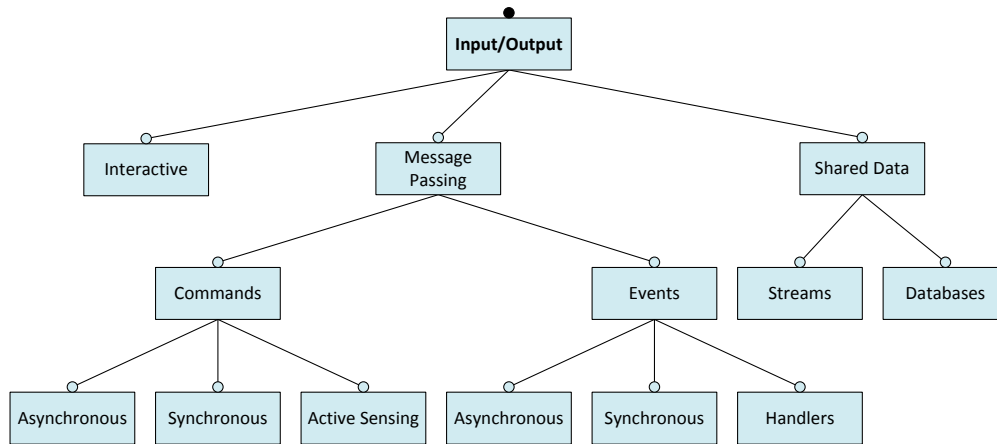 Input/Output
Interactive
Message
Passing
Shared Data
Commands
Events
Streams
Databases
Asynchronous
Synchronous
Active Sensing
Asynchronous
Synchronous
Handlers